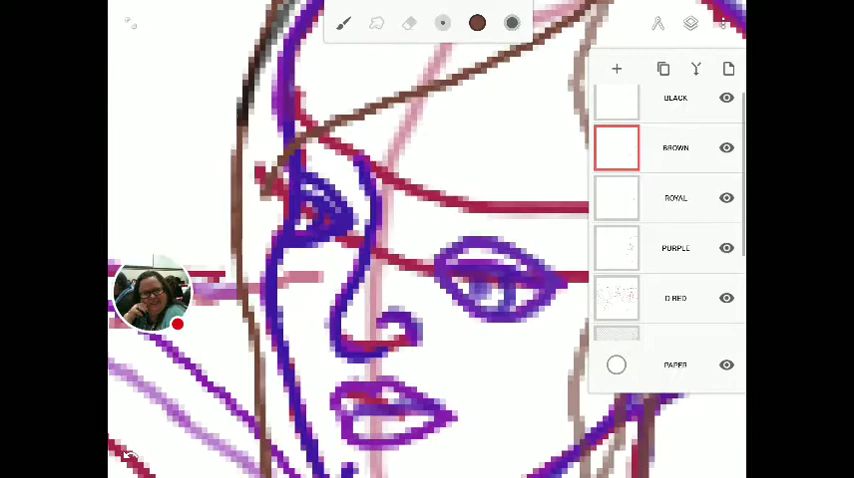 BLACK
BROWN
ROYAL
PURPLE
D RED
PAPER